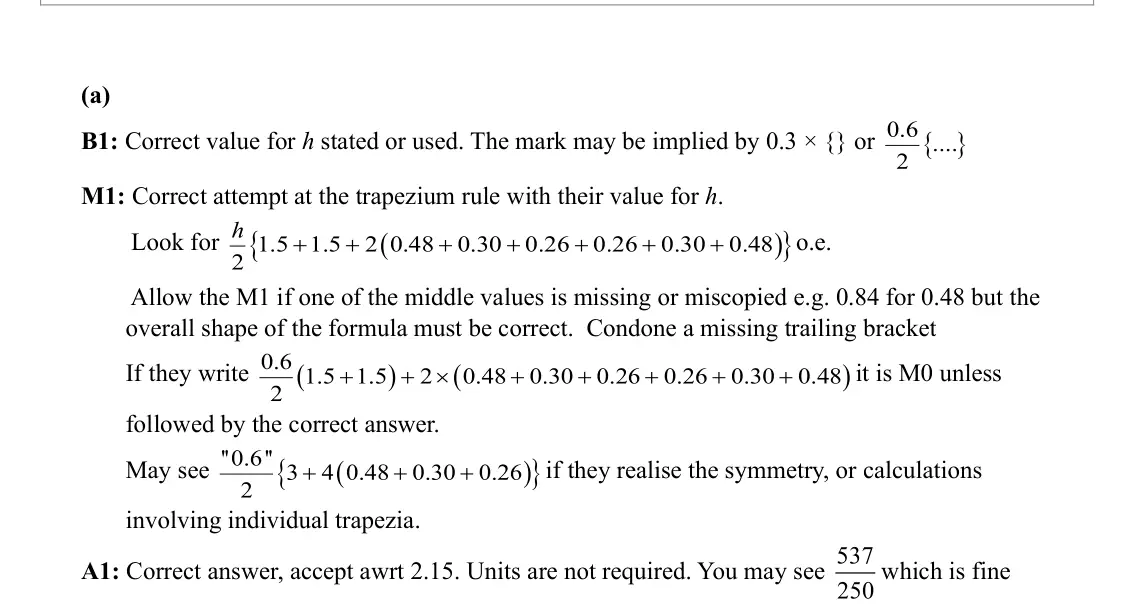 (a)
B1: Correct value for h stated or used. The mark may be implied by 0.3 × {} or 0.6/2 {....}
M1: Correct attempt at the trapezium rule with their value for h.
Look for h/2 {1.5+1.5+2(0.48+0.30+0.26+0.26+0.30+0.48)} o.e.
Allow the M1 if one of the middle values is missing or miscopied e.g. 0.84 for 0.48 but the
overall shape of the formula must be correct. Condone a missing trailing bracket
If they write 0.6/2 (1.5+1.5)+2×(0.48+0.30+0.26+0.26+0.30+0.48) it is M0 unless
followed by the correct answer.
May see "0.6"/2 {3+4(0.48+0.30+0.26)} if they realise the symmetry, or calculations
involving individual trapezia.
A1: Correct answer, accept awrt 2.15. Units are not required. You may see 537/250 which is fine